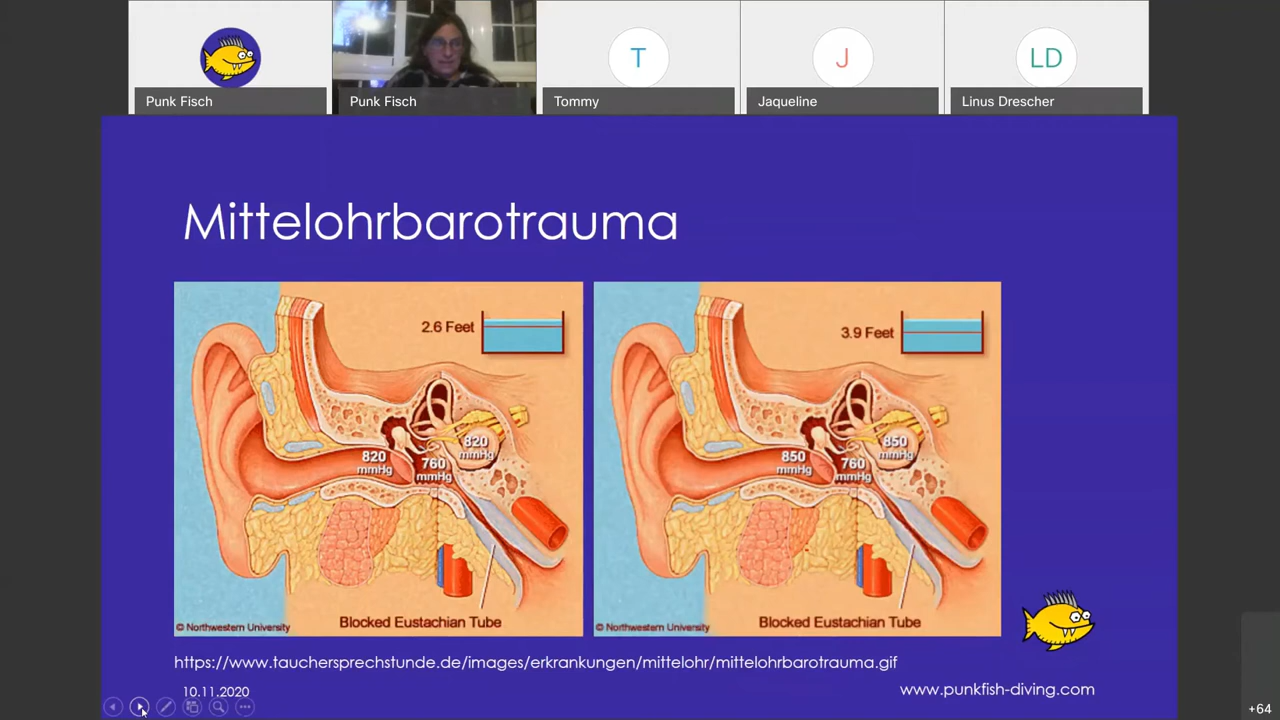 T
J
LD
Punk Fisch
Punk Fisch
Tommy
Jaqueline
Linus Drescher
Mittelohrbarotrauma
2.6 Feet
820
mmHg
760
mmHg
820
mmHg
Blocked Eustachian Tube
© Northwestern University
3.9 Feet
850
mmHg
760
mmHg
850
mmHg
Blocked Eustachian Tube
© Northwestern University
https://www.tauchersprechstunde.de/images/erkrankungen/mittelohr/mittelohrbarotrauma.gif
10.11.2020
www.punkfish-diving.com
+64